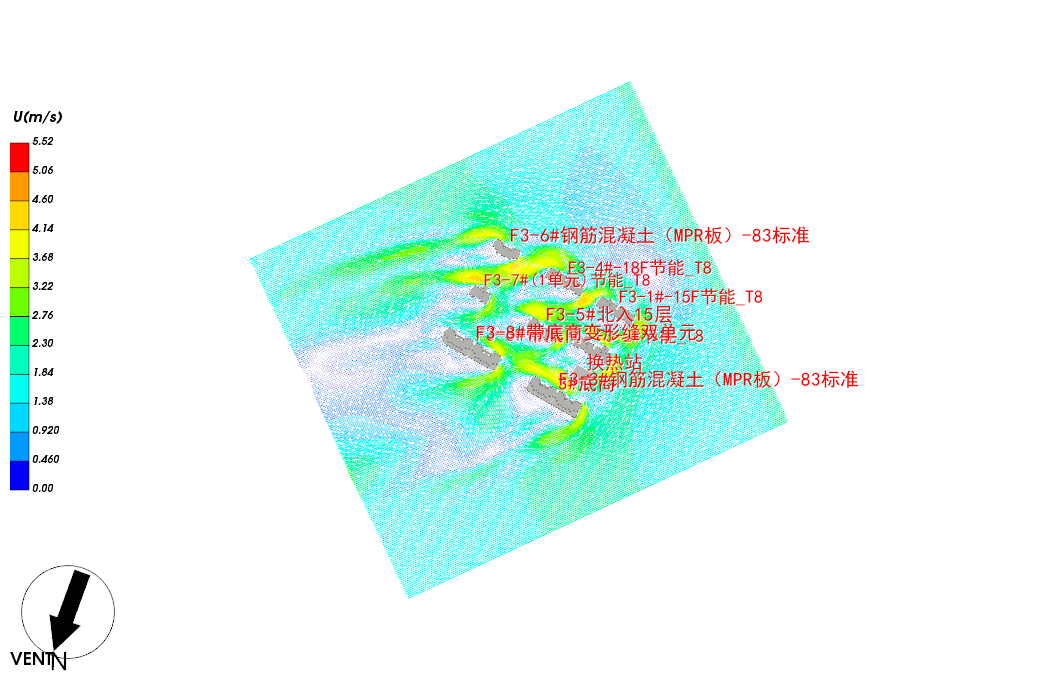 U(m/s)
5.52
5.06
4.60
4.14
3.68
3.22
2.76
2.30
1.84
1.38
0.920
0.460
0.00
F3-6#钢筋混凝土（MPR板）-83标准
F3-4#-18F节能_T8
F3-7#(1单元)节能_T8
F3-1#-15F节能_T8
F3-5#北入15层
F3-8#带底商变形缝双单元
换热站
F3-3#钢筋混凝土（MPR板）-83标准
VENT
N